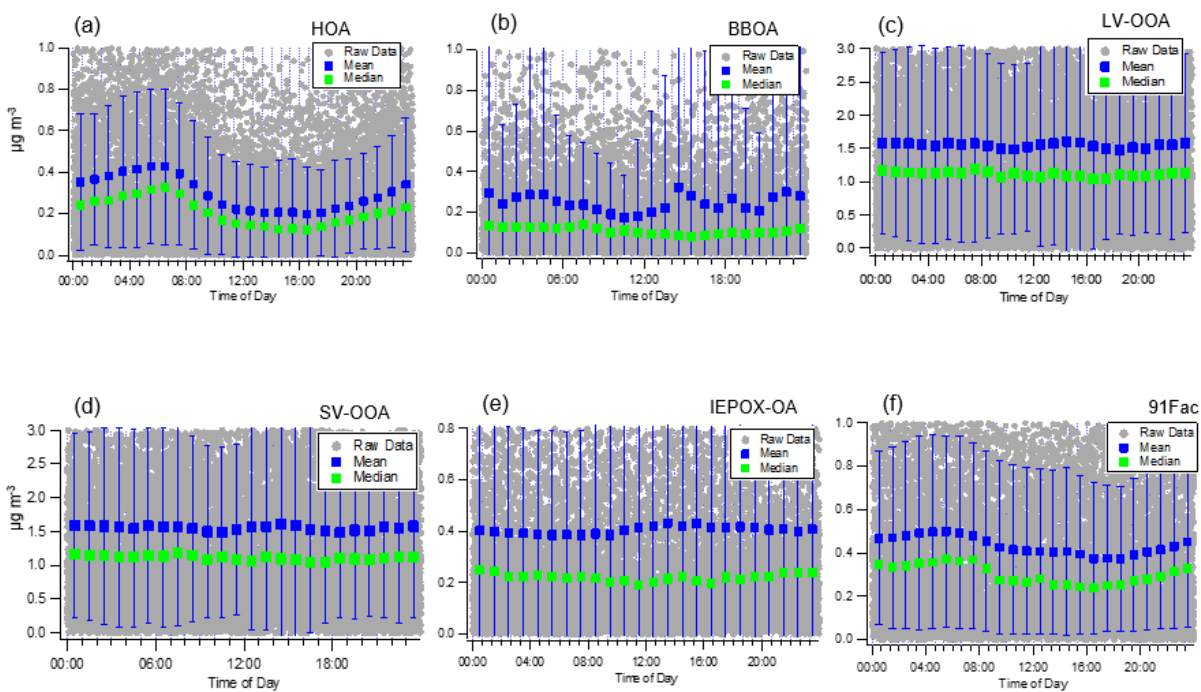 (a) HOA
Raw Data
Mean
Median
1.0
0.8
0.6
0.4
0.2
0.0
µg m-3
00:00 04:00 08:00 12:00 16:00 20:00
Time of Day
(b) BBOA
Raw Data
Mean
Median
1.0
0.8
0.6
0.4
0.2
0.0
00:00 06:00 12:00 18:00
Time of Day
(c) LV-OOA
Raw Data
Mean
Median
3.0
2.5
2.0
1.5
1.0
0.5
0.0
00:00 04:00 08:00 12:00 16:00 20:00
Time of Day
(d) SV-OOA
Raw Data
Mean
Median
3.0
2.5
2.0
1.5
1.0
0.5
0.0
µg m-3
00:00 06:00 12:00 18:00
Time of Day
(e) IEPOX-OA
Raw Data
Mean
Median
0.8
0.6
0.4
0.2
0.0
00:00 04:00 08:00 12:00 16:00 20:00
Time of Day
(f) 91Fac
Raw Data
Mean
Median
1.0
0.8
0.6
0.4
0.2
0.0
00:00 04:00 08:00 12:00 16:00 20:00
Time of Day